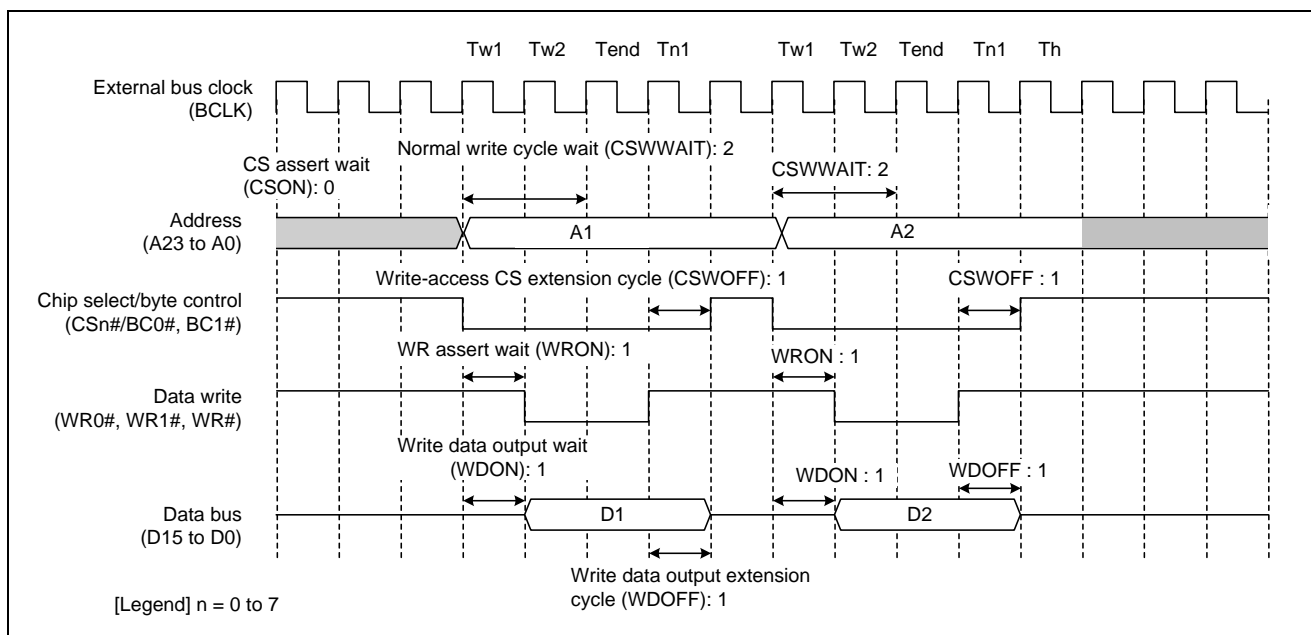 Tw1 Tw2 Tend Tn1 Tw1 Tw2 Tend Tn1 Th
External bus clock
(BCLK)
Normal write cycle wait (CSWWAIT): 2
CS assert wait
(CSON): 0
CSWWAIT: 2
Address
(A23 to A0)
A1
A2
Write-access CS extension cycle (CSWOFF): 1
CSWOFF : 1
Chip select/byte control
(CSn#/BC0#, BC1#)
WR assert wait (WRON): 1
WRON : 1
Data write
(WR0#, WR1#, WR#)
Write data output wait
(WDON): 1
WDON : 1
WDOFF : 1
Data bus
(D15 to D0)
D1
D2
Write data output extension
cycle (WDOFF): 1
[Legend] n = 0 to 7